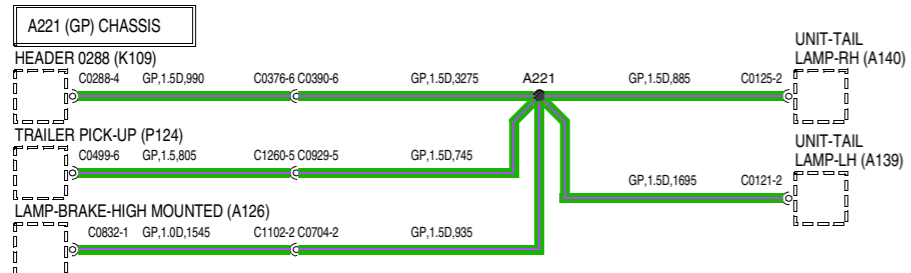 A221 (GP) CHASSIS
UNIT-TAIL
LAMP-RH (A140)
HEADER 0288 (K109)
C0288-4 GP,1.5D,990 C0376-6 C0390-6 GP,1.5D,3275 A221 GP,1.5D,885 C0125-2
TRAILER PICK-UP (P124)
UNIT-TAIL
LAMP-LH (A139)
C0499-6 GP,1.5,805 C1260-5 C0929-5 GP,1.5D,745
GP,1.5D,1695 C0121-2
LAMP-BRAKE-HIGH MOUNTED (A126)
C0832-1 GP,1.0D,1545 C1102-2 C0704-2 GP,1.5D,935